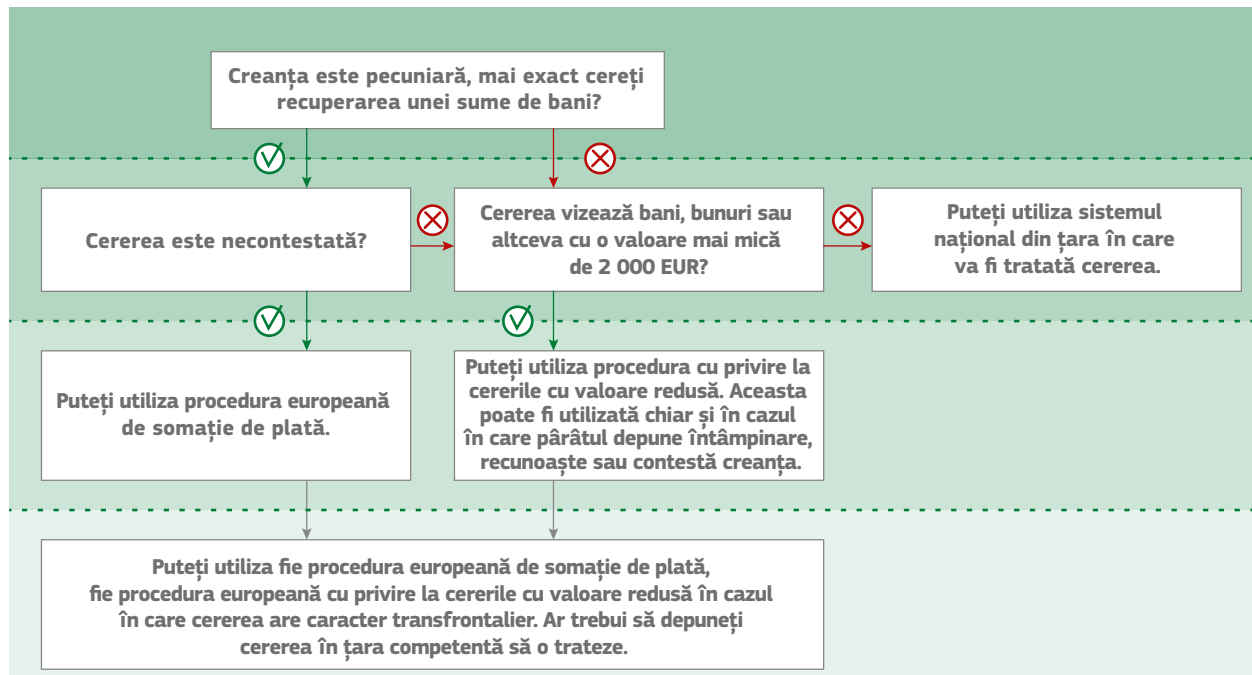 Creanța este pecuniară, mai exact cereți
recuperarea unei sume de bani?
Cererea este necontestată?
Cererea vizează bani, bunuri sau
altceva cu o valoare mai mică
de 2 000 EUR?
Puteți utiliza sistemul
național din țara în care
va fi tratată cererea.
Puteți utiliza procedura europeană
de somație de plată.
Puteți utiliza procedura cu privire la
cererile cu valoare redusă. Aceasta
poate fi utilizată chiar și în cazul
în care pârâtul depune întâmpinare,
recunoaște sau contestă creanța.
Puteți utiliza fie procedura europeană de somație de plată,
fie procedura europeană cu privire la cererile cu valoare redusă în cazul
în care cererea are caracter transfrontalier. Ar trebui să depuneți
cererea în țara competentă să o trateze.